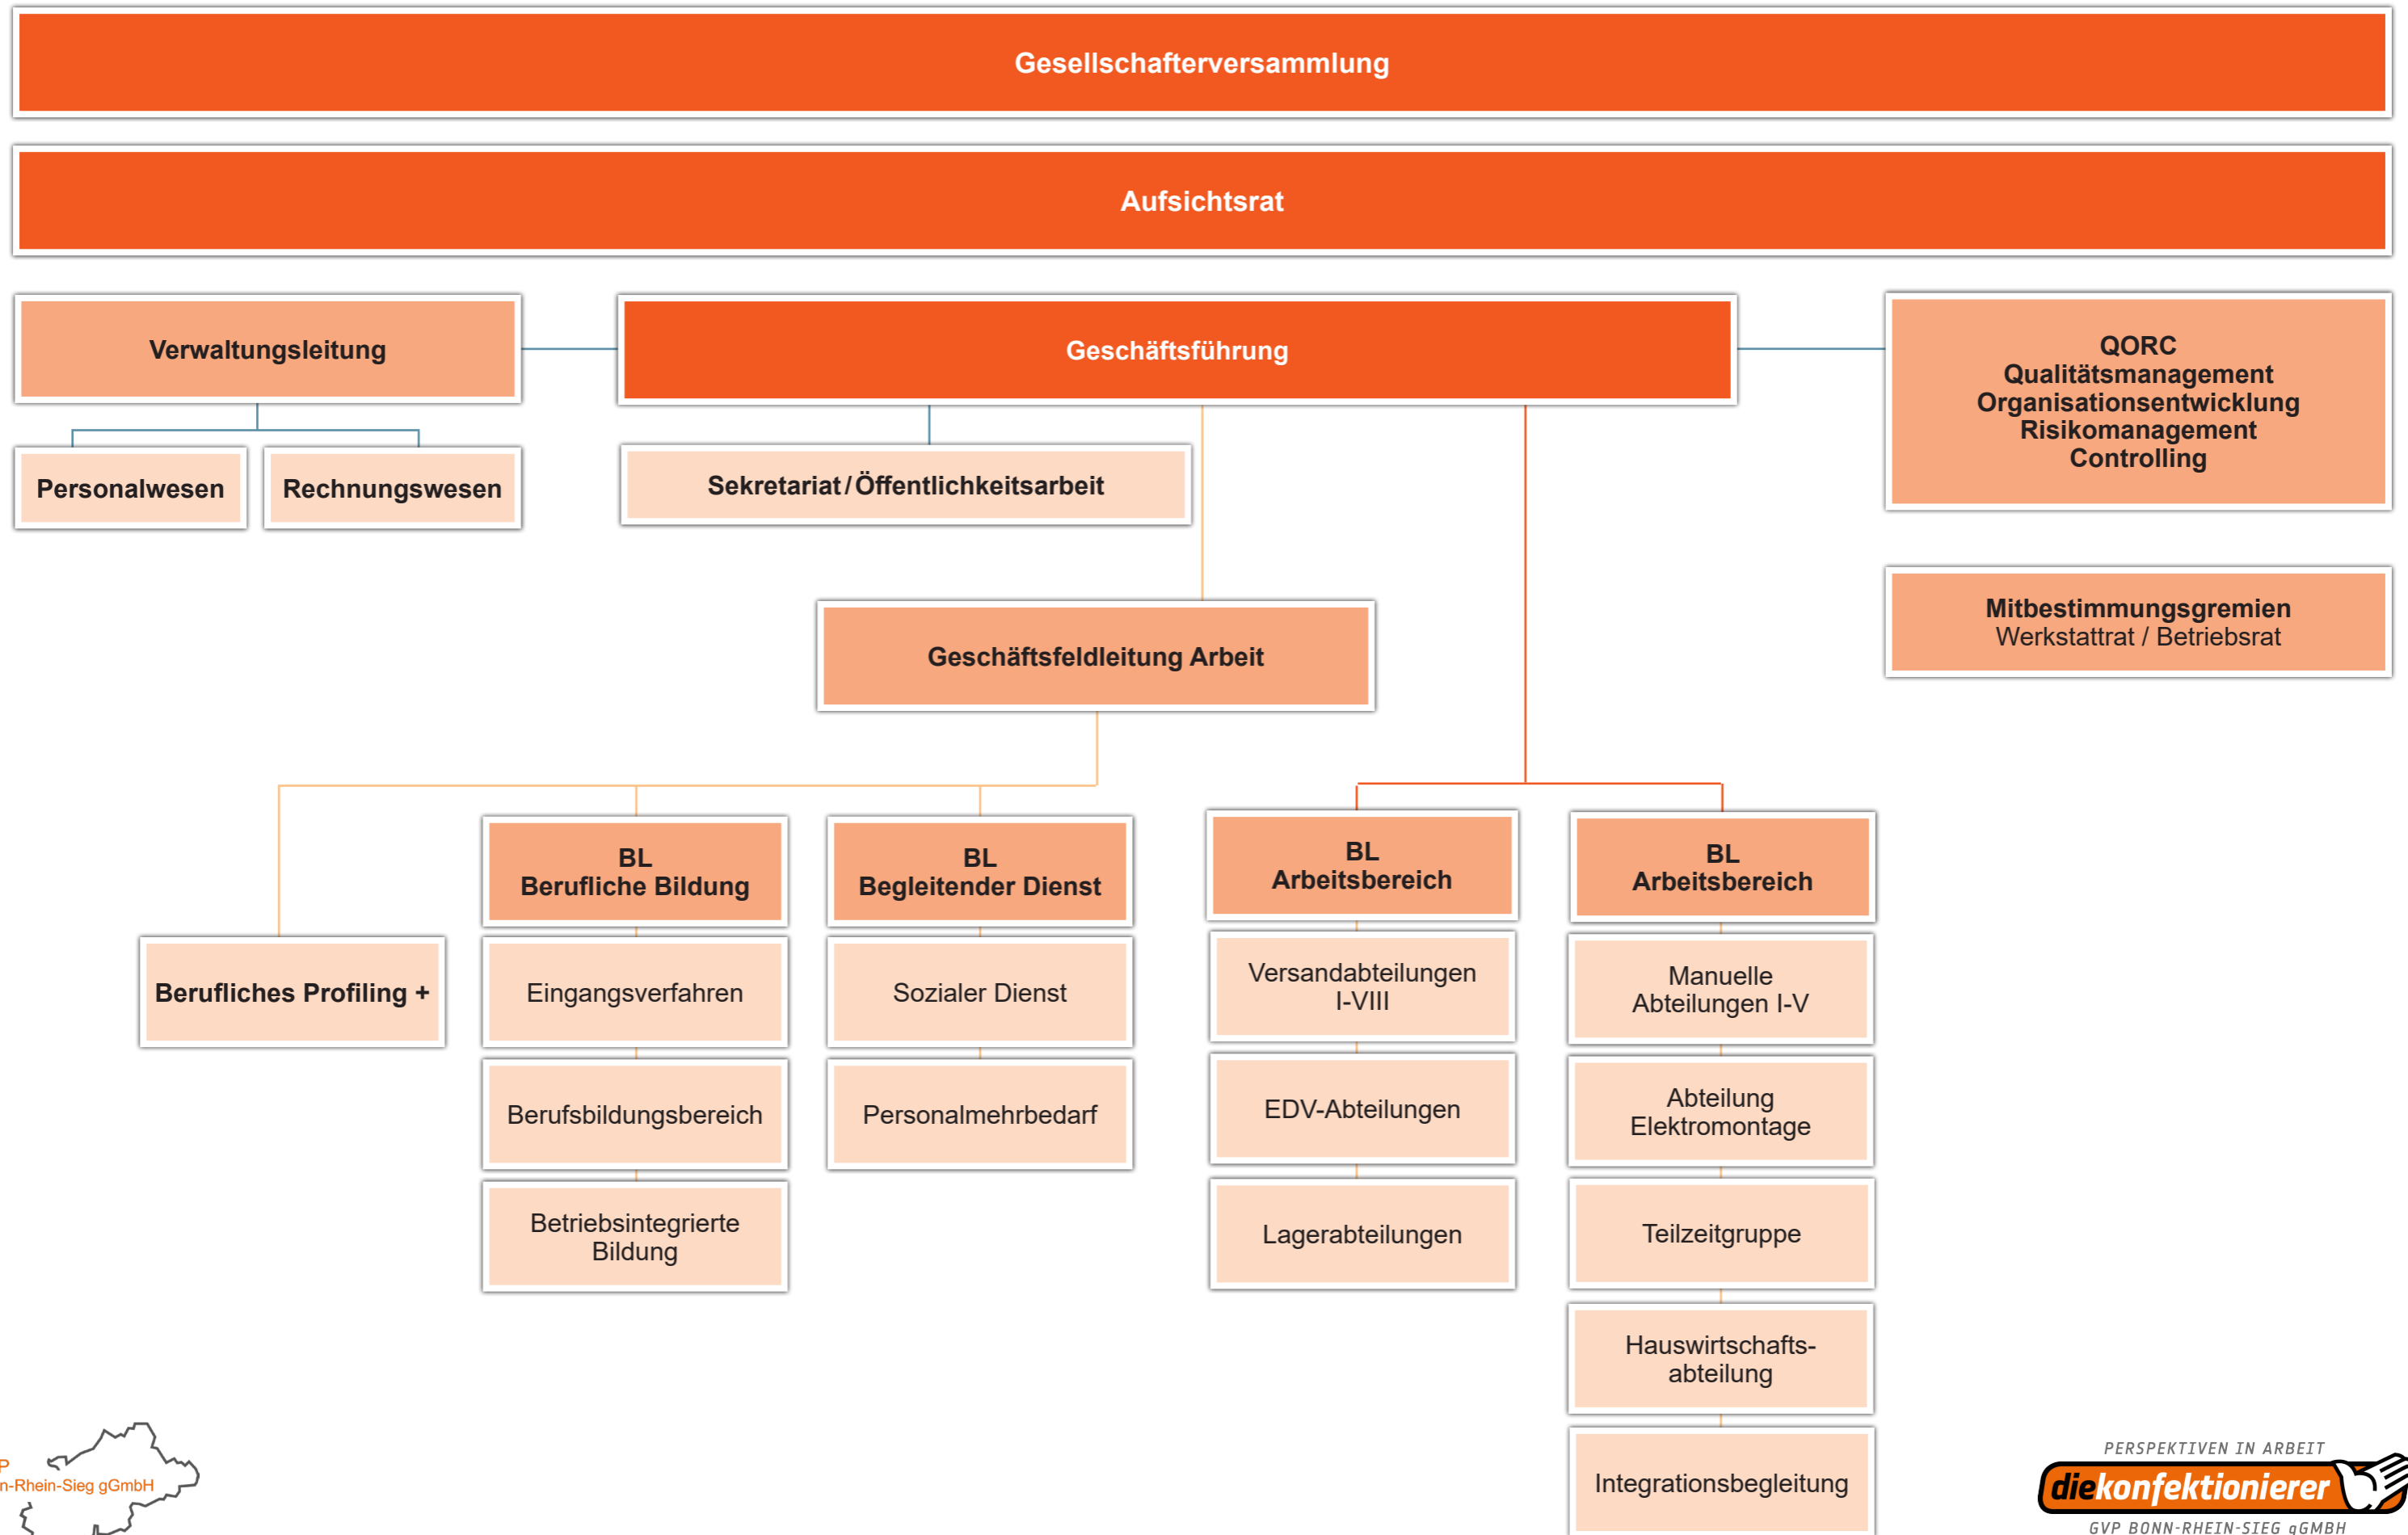 Gesellschafterversammlung
Aufsichtsrat
Verwaltungsleitung
Geschäftsführung
QORC
Qualitätsmanagement
Organisationsentwicklung
Risikomanagement
Controlling
Personalwesen
Rechnungswesen
Sekretariat / Öffentlichkeitsarbeit
Mitbestimmungsgremien
Werkstattrat / Betriebsrat
Geschäftsfeldleitung Arbeit
Berufliches Profiling +
BL
Berufliche Bildung
Eingangsverfahren
Berufsbildungsbereich
Betriebsintegrierte
Bildung
BL
Begleitender Dienst
Sozialer Dienst
Personalmehrbedarf
BL
Arbeitsbereich
Versandabteilungen
I-VIII
EDV-Abteilungen
Lagerabteilungen
BL
Arbeitsbereich
Manuelle
Abteilungen I-V
Abteilung
Elektromontage
Teilzeitgruppe
Hauswirtschafts-
abteilung
Integrationsbegleitung
P
n-Rhein-Sieg gGmbH
PERSPEKTIVEN IN ARBEIT
diekonfektionierer
GVP BONN-RHEIN-SIEG gGMBH